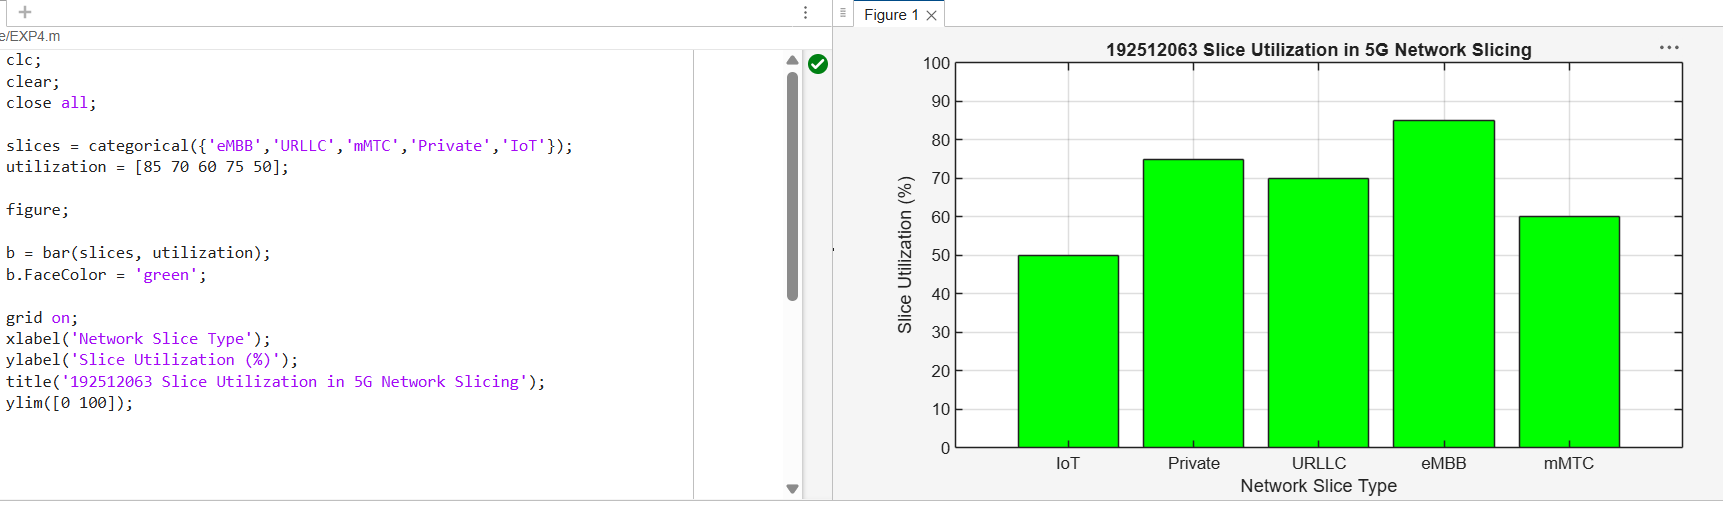 e/EXP4.m
clc;
clear;
close all;
slices = categorical({'eMBB','URLLC','mMTC','Private','IoT'});
utilization = [85 70 60 75 50];
figure;
b = bar(slices, utilization);
b.FaceColor = 'green';
grid on;
xlabel('Network Slice Type');
ylabel('Slice Utilization (%)');
title('192512063 Slice Utilization in 5G Network Slicing');
ylim([0 100]);
Figure 1
192512063 Slice Utilization in 5G Network Slicing
Slice Utilization (%)
100
90
80
70
60
50
40
30
20
10
0
IoT Private URLLC eMBB mMTC
Network Slice Type